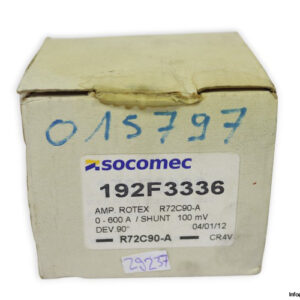 015797
socomec
192F3336
AMP. ROTEX R72C90-A
0 - 600 A / SHUNT 100 mV
DEV.90° 04/01/12
R72C90-A CR4V
29237